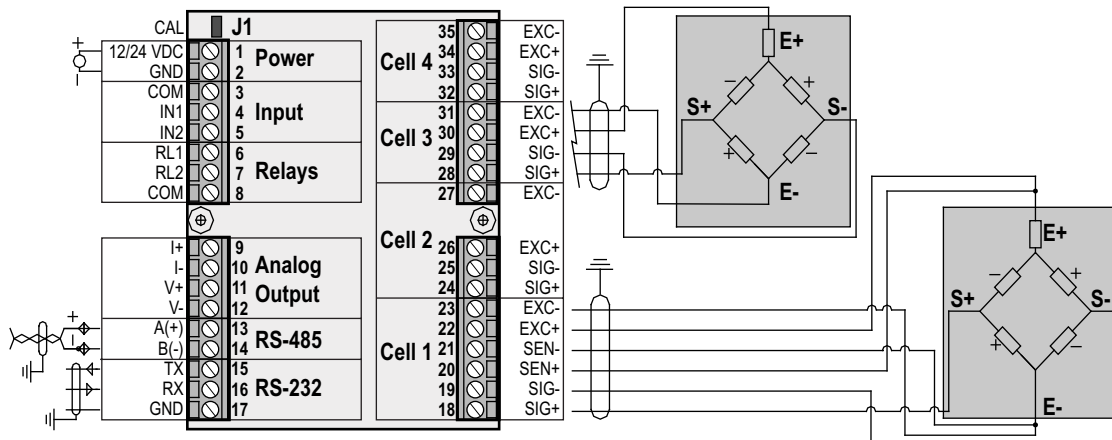 CAL J1
12/24 VDC 1 Power
GND 2
COM 3
IN1 4 Input
IN2 5
RL1 6
RL2 7 Relays
COM 8
I+ 9
I- 10 Analog
V+ 11 Output
V- 12
A(+) 13
B(-) 14 RS-485
TX 15
RX 16 RS-232
GND 17
+
–
+
–
35 EXC-
Cell 4 34 EXC+
33 SIG-
32 SIG+
31 EXC-
Cell 3 30 EXC+
29 SIG-
28 SIG+
27 EXC-
Cell 2 26 EXC+
25 SIG-
24 SIG+
23 EXC-
22 EXC+
Cell 1 21 SEN-
20 SEN+
19 SIG-
18 SIG+
E+
– +
S+ S-
+ –
E-
E+
– +
S+ S-
+ –
E-